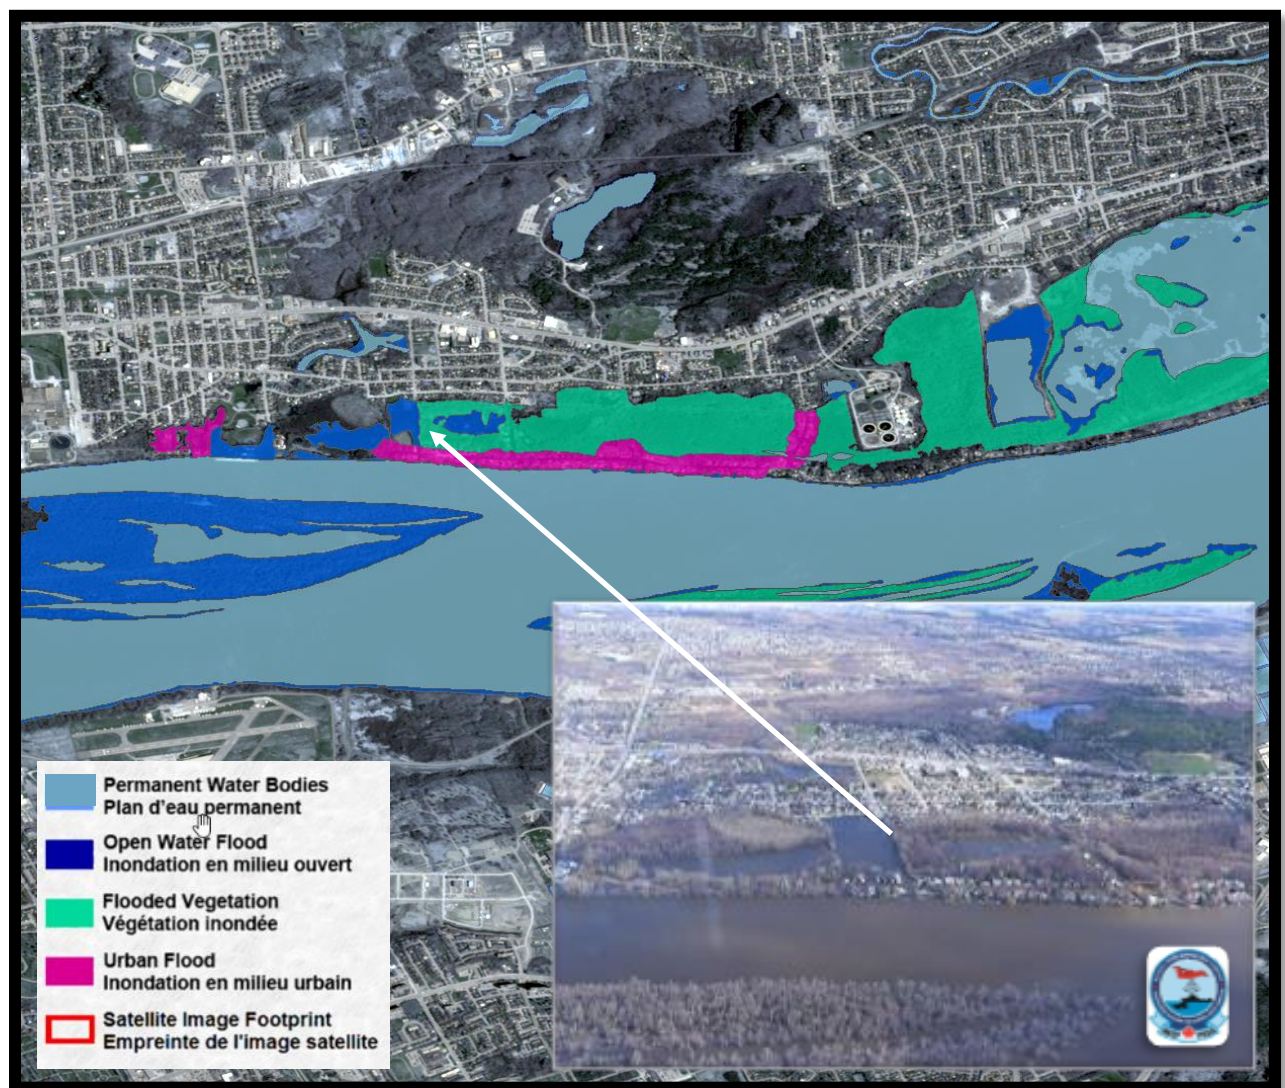 Permanent Water Bodies
Plan d'eau permanent
Open Water Flood
Inondation en milieu ouvert
Flooded Vegetation
Végétation inondée
Urban Flood
Inondation en milieu urbain
Satellite Image Footprint
Empreinte de l'image satellite